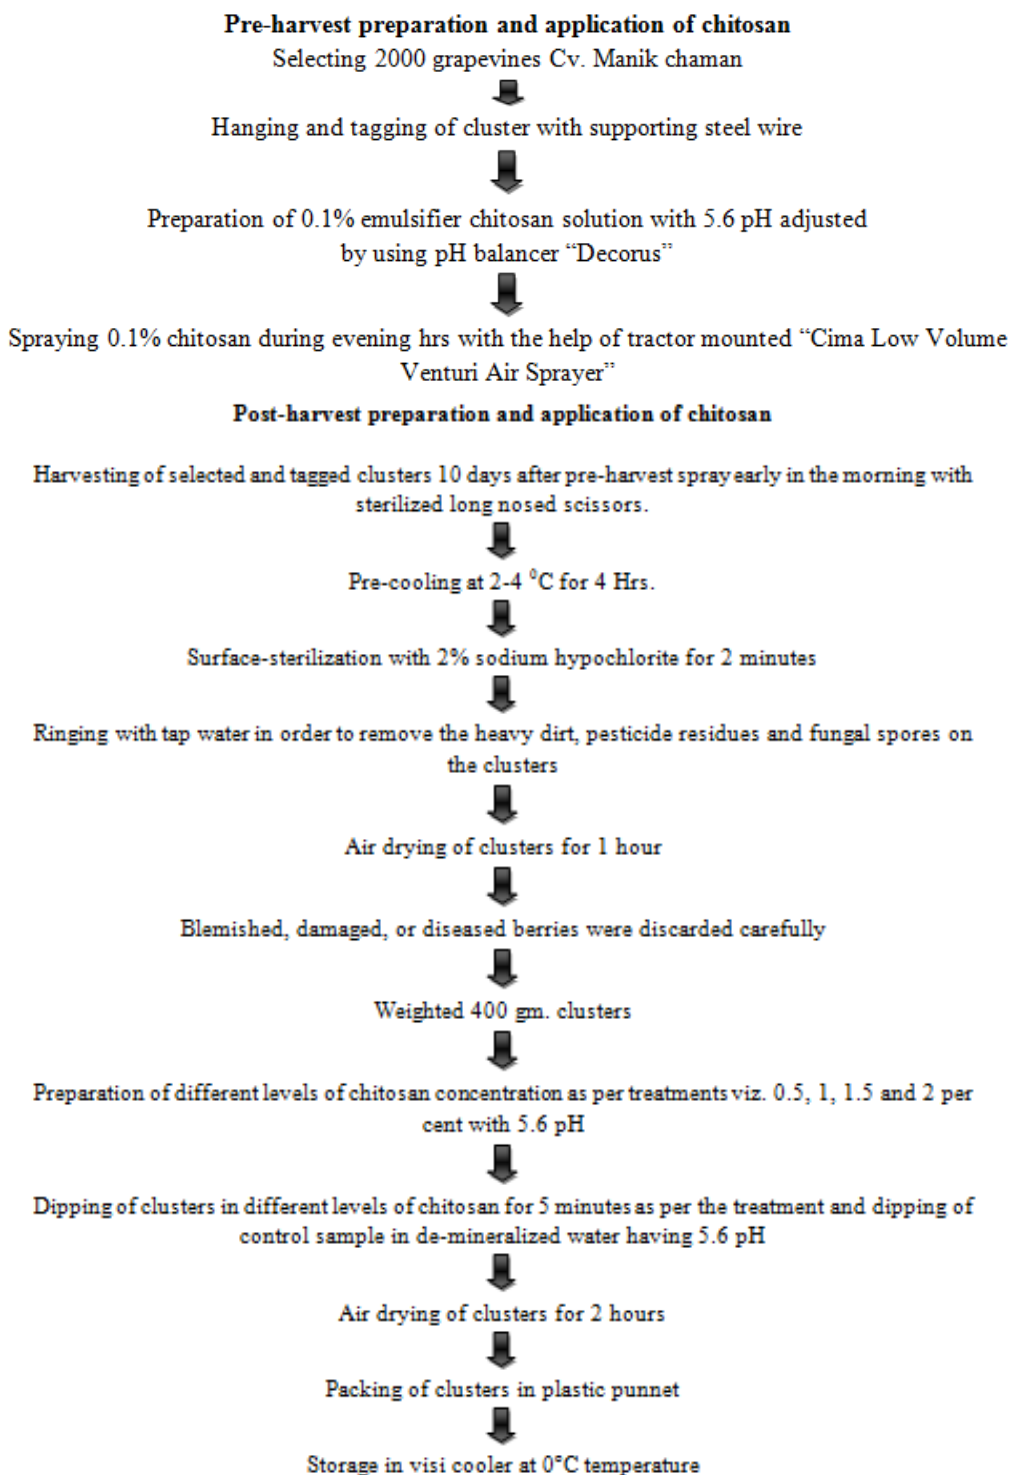 Pre-harvest preparation and application of chitosan
Selecting 2000 grapevines Cv. Manik chaman
Hanging and tagging of cluster with supporting steel wire
Preparation of 0.1% emulsifier chitosan solution with 5.6 pH adjusted
by using pH balancer “Decorus”
Spraying 0.1% chitosan during evening hrs with the help of tractor mounted “Cima Low Volume
Venturi Air Sprayer”
Post-harvest preparation and application of chitosan
Harvesting of selected and tagged clusters 10 days after pre-harvest spray early in the morning with
sterilized long nosed scissors.
Pre-cooling at 2-4 ⁰C for 4 Hrs.
Surface-sterilization with 2% sodium hypochlorite for 2 minutes
Ringing with tap water in order to remove the heavy dirt, pesticide residues and fungal spores on
the clusters
Air drying of clusters for 1 hour
Blemished, damaged, or diseased berries were discarded carefully
Weighted 400 gm. clusters
Preparation of different levels of chitosan concentration as per treatments viz. 0.5, 1, 1.5 and 2 per
cent with 5.6 pH
Dipping of clusters in different levels of chitosan for 5 minutes as per the treatment and dipping of
control sample in de-mineralized water having 5.6 pH
Air drying of clusters for 2 hours
Packing of clusters in plastic punnet
Storage in visi cooler at 0°C temperature